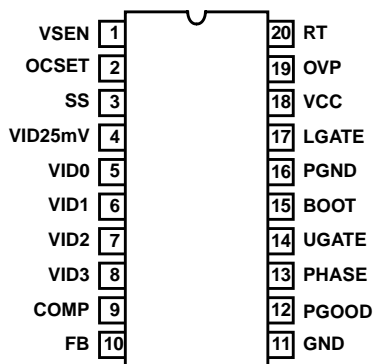 VSEN 1 20 RT
OCSET 2 19 OVP
SS 3 18 VCC
VID25mV 4 17 LGATE
VID0 5 16 PGND
VID1 6 15 BOOT
VID2 7 14 UGATE
VID3 8 13 PHASE
COMP 9 12 PGOOD
FB 10 11 GND